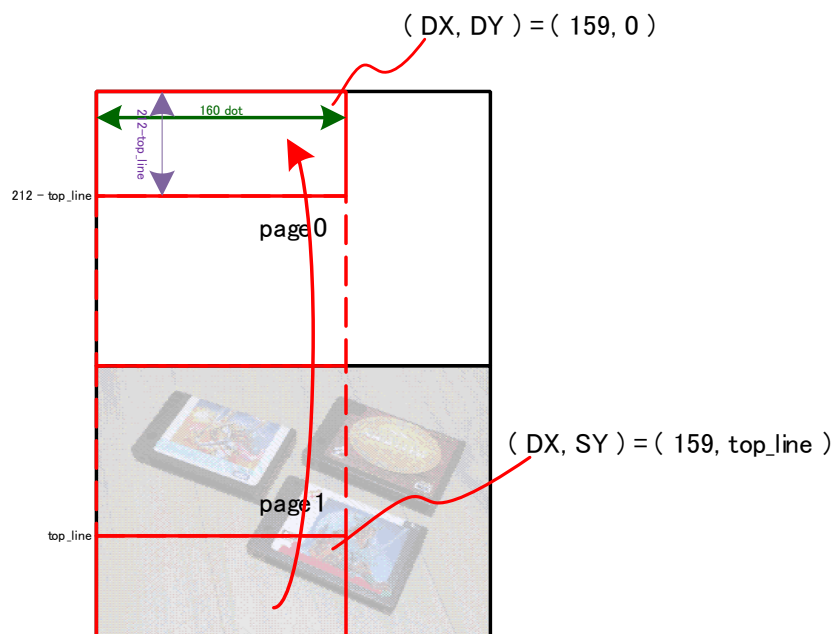 ( DX, DY ) = ( 159, 0 )
160 dot
212-top_line
212 - top_line
page0
( DX, SY ) = ( 159, top_line )
page1
top_line